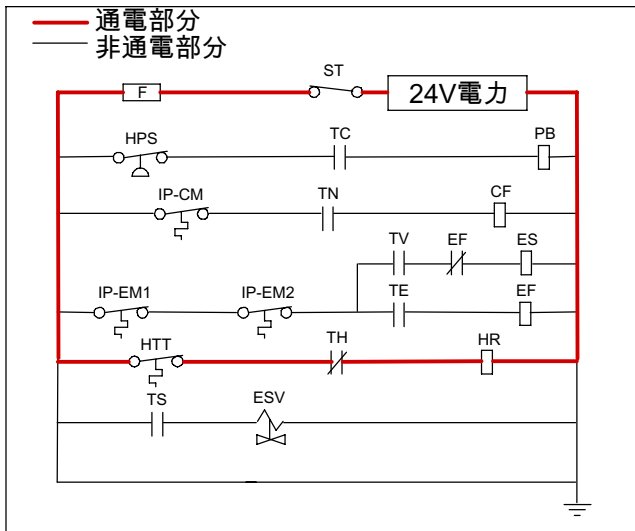 通電部分
非通電部分
ST
F
24V電力
HPS
TC
PB
IP-CM
TN
CF
TV
EF
ES
IP-EM1
IP-EM2
TE
EF
HTT
TH
HR
TS
ESV